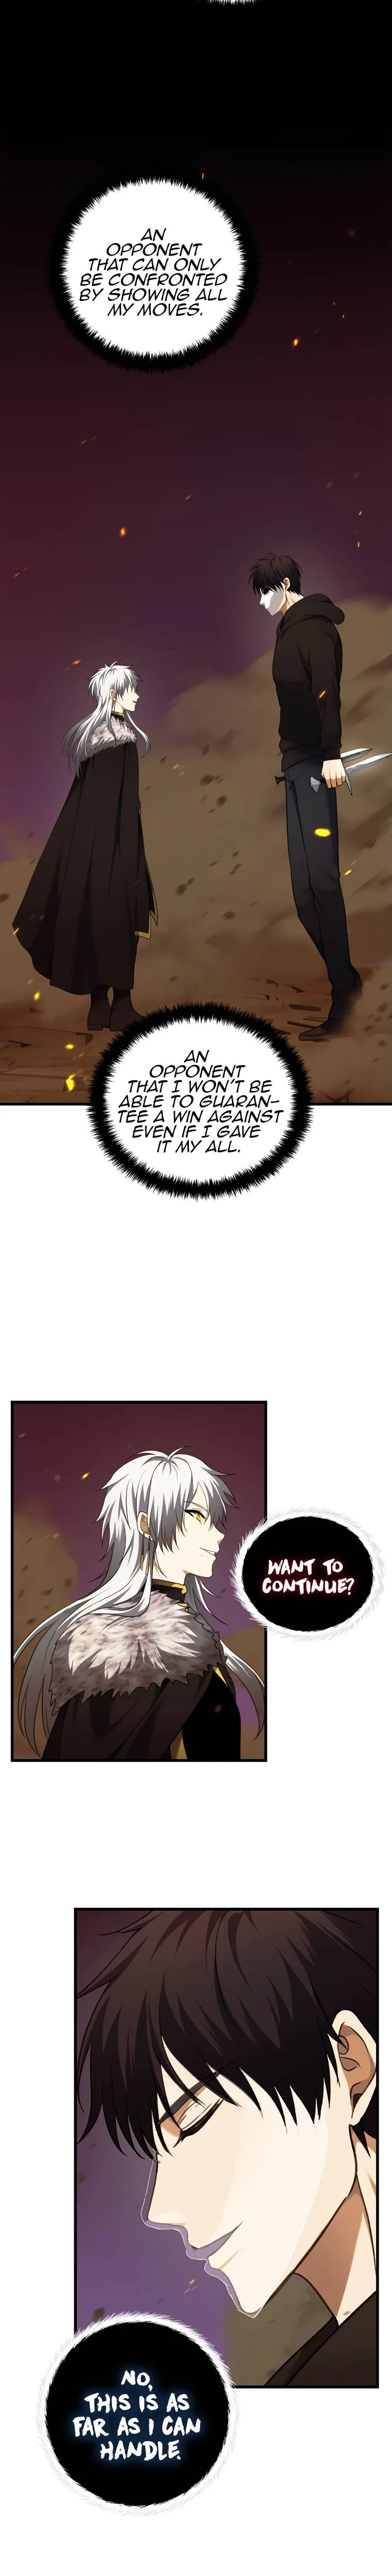 AN
OPPONENT
THAT CAN ONLY
BE CONFRONTED
BY SHOWING ALL
MY MOVES.
AN
OPPONENT
THAT I WON'T BE
ABLE TO GUARAN-
TEE A WIN AGAINST
EVEN IF I GAVE
IT MY ALL.
WANT TO
CONTINUE?
NO,
THIS IS AS
FAR AS I CAN
HANDLE.